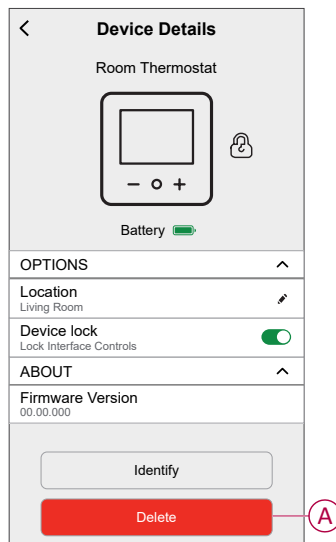 Device Details
Room Thermostat
Battery
OPTIONS
Location
Living Room
Device lock
Lock Interface Controls
ABOUT
Firmware Version
00.00.000
Identify
Delete
A